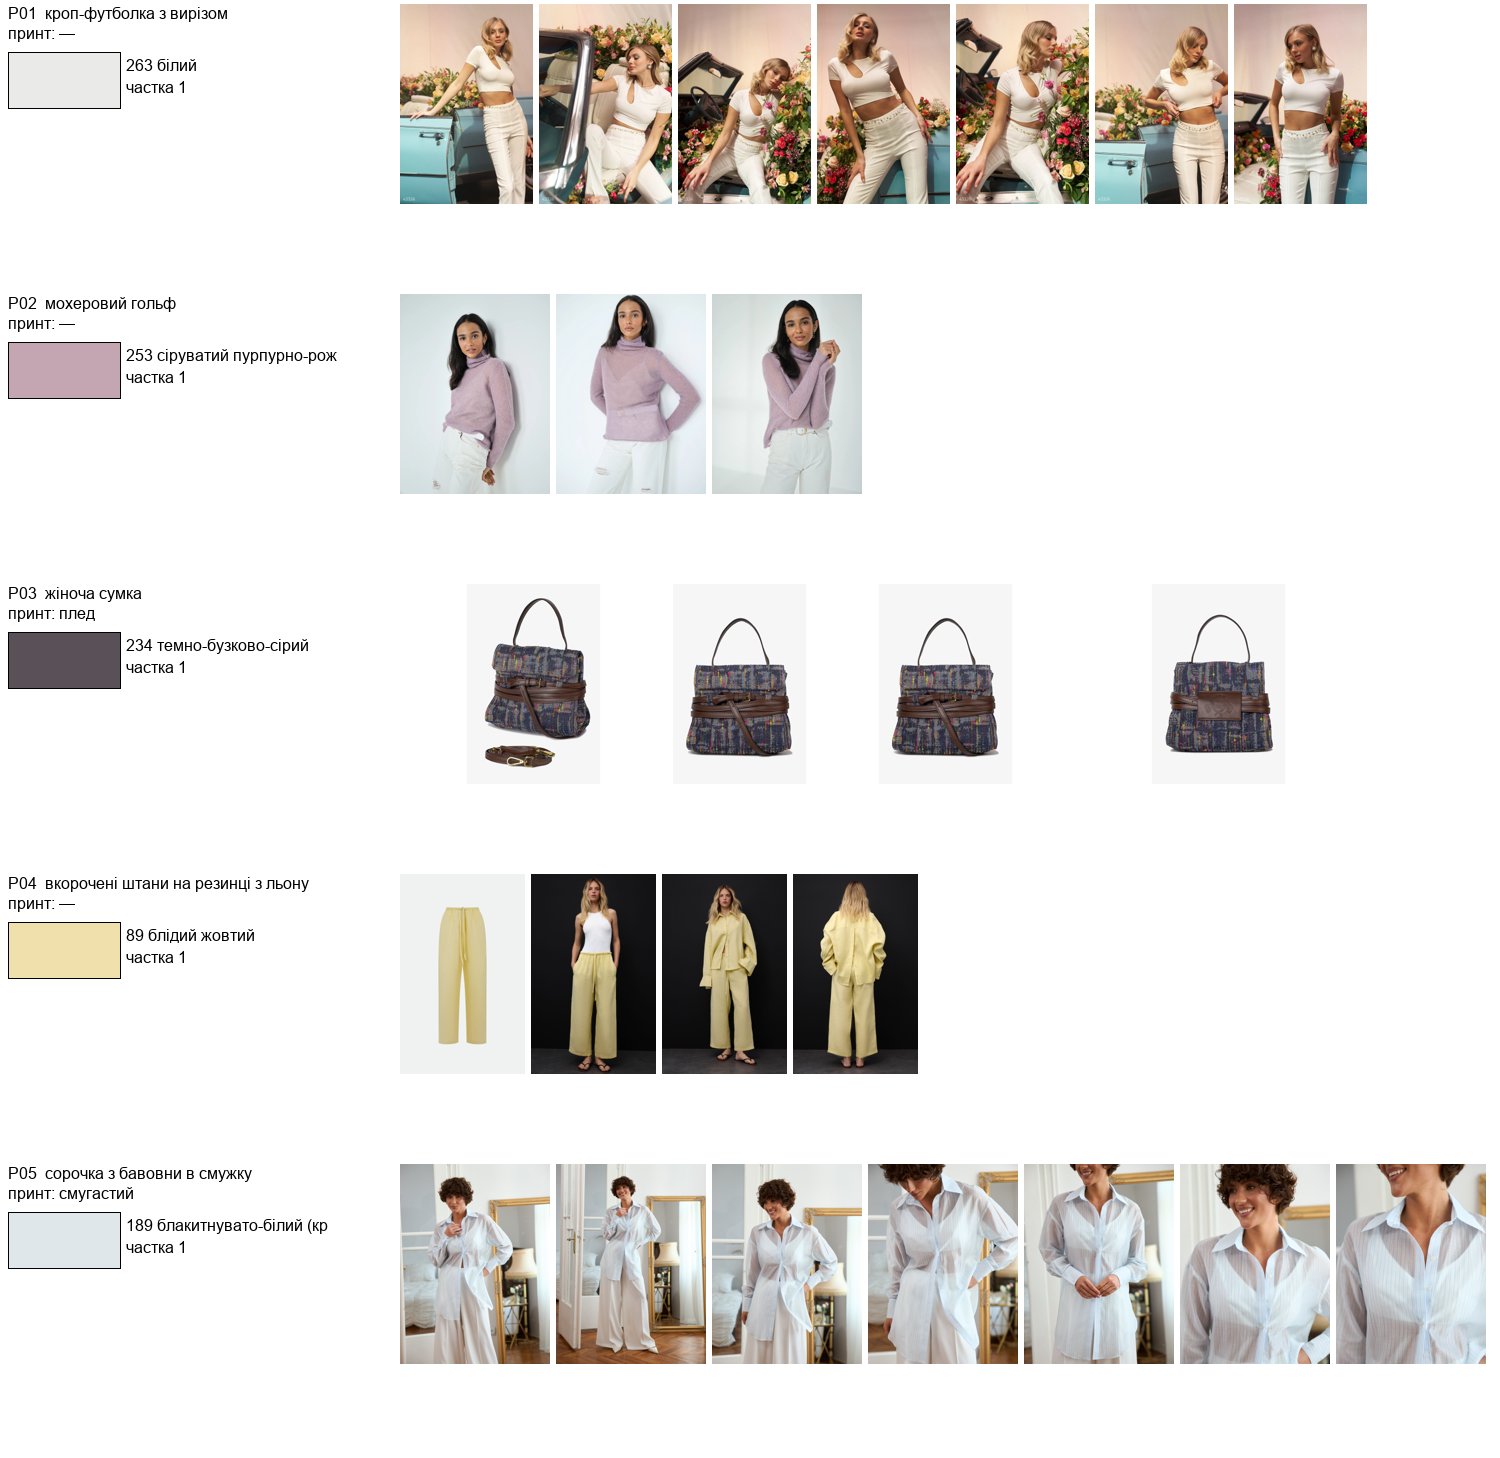 P01 кроп-футболка з вирізом
принт: —
263 білий
частка 1
P02 мохеровий гольф
принт: —
253 сіруватий пурпурно-рож
частка 1
P03 жіноча сумка
принт: плед
234 темно-бузково-сірий
частка 1
P04 вкорочені штани на резинці з льону
принт: —
89 блідий жовтий
частка 1
P05 сорочка з бавовни в смужку
принт: смугастий
189 блакитнувато-білий (кр
частка 1